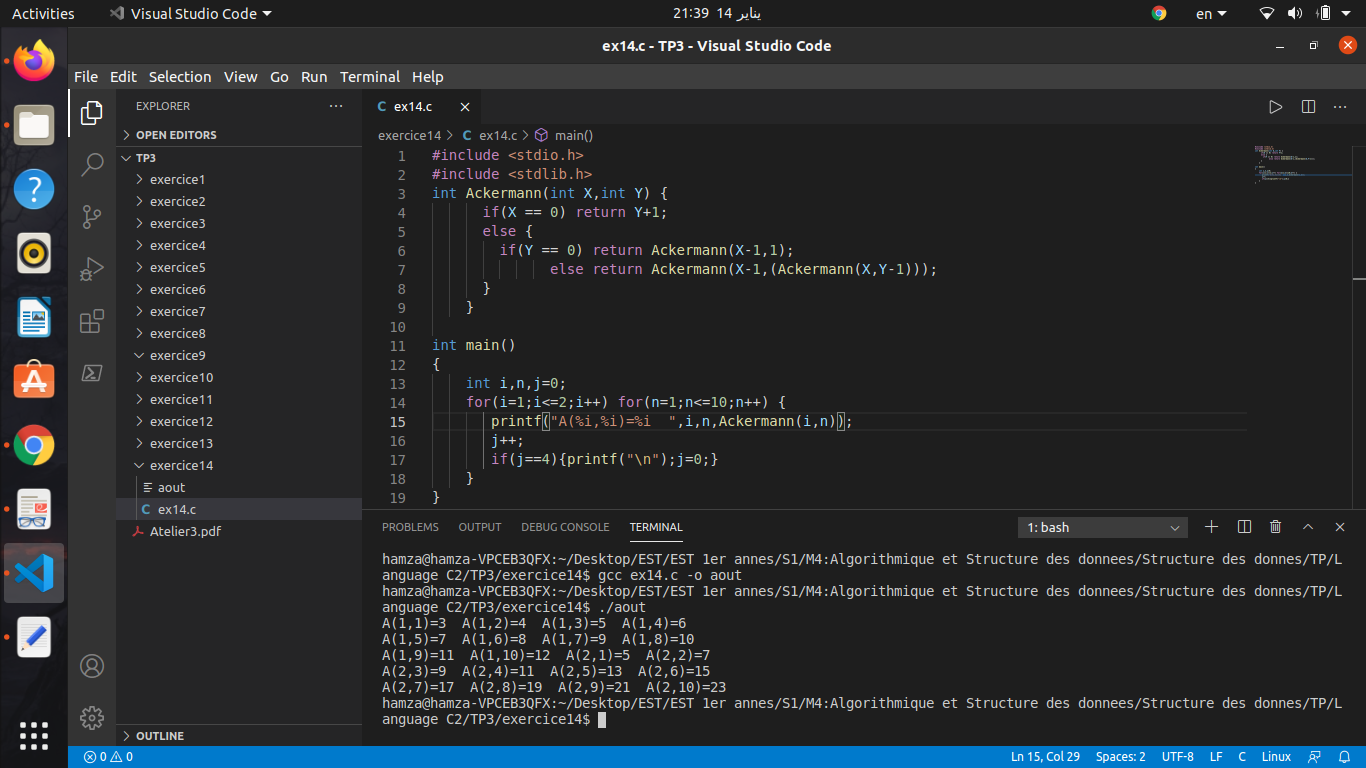 Activities
Visual Studio Code
21:39 14 يناير
en
ex14.c - TP3 - Visual Studio Code
File Edit Selection View Go Run Terminal Help
EXPLORER
OPEN EDITORS
TP3
exercice1
exercice2
exercice3
exercice4
exercice5
exercice6
exercice7
exercice8
exercice9
exercice10
exercice11
exercice12
exercice13
exercice14
aout
C ex14.c
Atelier3.pdf
OUTLINE
C ex14.c
exercice14 > C ex14.c > main()
1 #include <stdio.h>
2 #include <stdlib.h>
3 int Ackermann(int X,int Y) {
4 if(X == 0) return Y+1;
5 else {
6 if(Y == 0) return Ackermann(X-1,1);
7 else return Ackermann(X-1,(Ackermann(X,Y-1)));
8 }
9 }
10
11 int main()
12 {
13 int i,n,j=0;
14 for(i=1;i<=2;i++) for(n=1;n<=10;n++) {
15 printf("A(%i,%i)=%i  ",i,n,Ackermann(i,n));
16 j++;
17 if(j==4){printf("\n");j=0;}
18 }
19 }
PROBLEMS OUTPUT DEBUG CONSOLE TERMINAL
1: bash
hamza@hamza-VPCEB3QFX:~/Desktop/EST/EST 1er annes/S1/M4:Algorithmique et Structure des donnees/Structure des donnes/TP/L
anguage C2/TP3/exercice14$ gcc ex14.c -o aout
hamza@hamza-VPCEB3QFX:~/Desktop/EST/EST 1er annes/S1/M4:Algorithmique et Structure des donnees/Structure des donnes/TP/L
anguage C2/TP3/exercice14$ ./aout
A(1,1)=3  A(1,2)=4  A(1,3)=5  A(1,4)=6
A(1,5)=7  A(1,6)=8  A(1,7)=9  A(1,8)=10
A(1,9)=11  A(1,10)=12  A(2,1)=5  A(2,2)=7
A(2,3)=9  A(2,4)=11  A(2,5)=13  A(2,6)=15
A(2,7)=17  A(2,8)=19  A(2,9)=21  A(2,10)=23
hamza@hamza-VPCEB3QFX:~/Desktop/EST/EST 1er annes/S1/M4:Algorithmique et Structure des donnees/Structure des donnes/TP/L
anguage C2/TP3/exercice14$
0 0
Ln 15, Col 29 Spaces: 2 UTF-8 LF C Linux